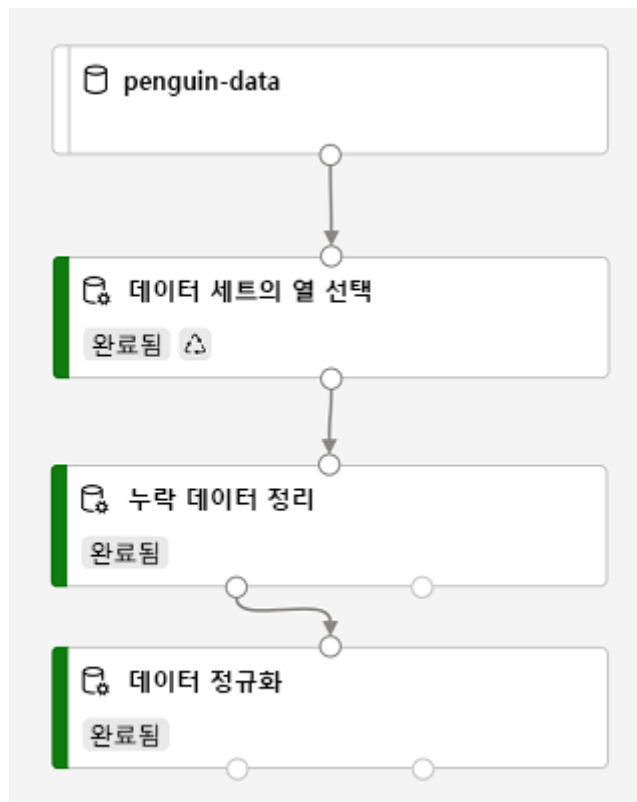 penguin-data
데이터 세트의 열 선택
완료됨
누락 데이터 정리
완료됨
데이터 정규화
완료됨